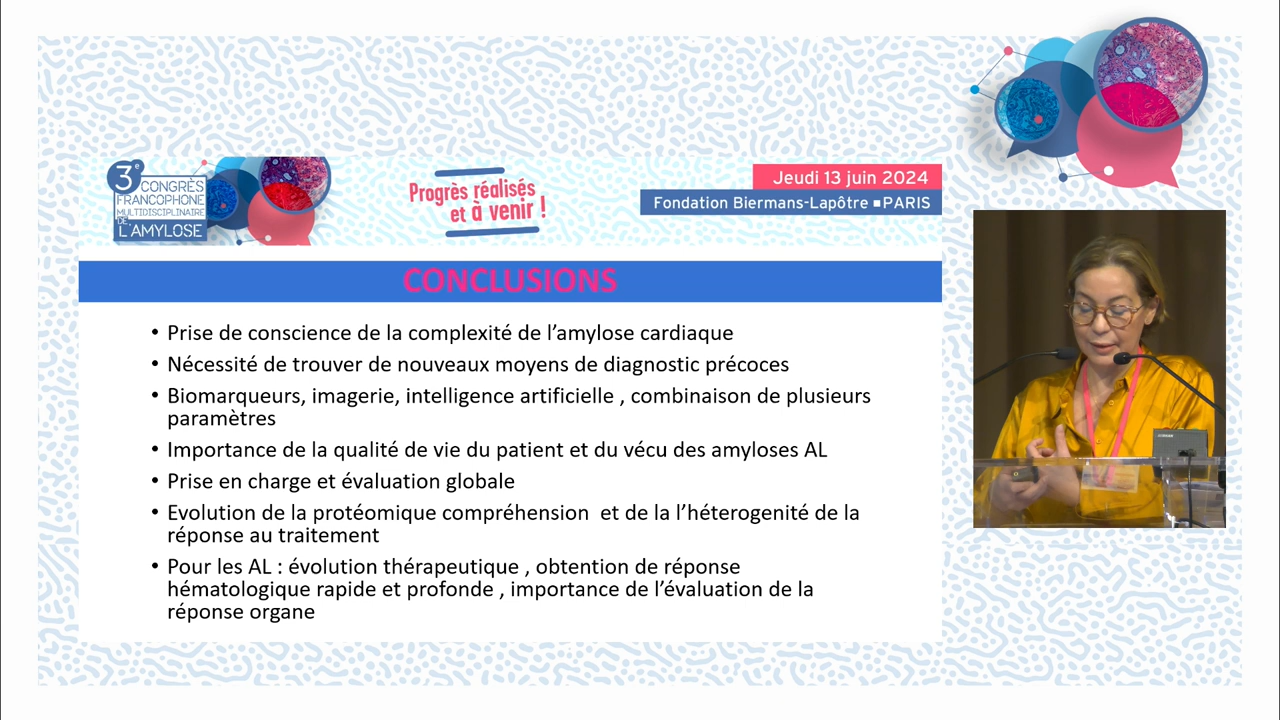 3e
CONGRÈS
FRANCOPHONE
MULTIDISCIPLINAIRE
DE
L'AMYLOSE
Progrès réalisés
et à venir !
Jeudi 13 juin 2024
Fondation Biermans-Lapôtre ■ PARIS
CONCLUSIONS
• Prise de conscience de la complexité de l'amylose cardiaque
• Nécessité de trouver de nouveaux moyens de diagnostic précoces
• Biomarqueurs, imagerie, intelligence artificielle , combinaison de plusieurs
paramètres
• Importance de la qualité de vie du patient et du vécu des amyloses AL
• Prise en charge et évaluation globale
• Evolution de la protéomique compréhension  et de la l'héterogenité de la
réponse au traitement
• Pour les AL : évolution thérapeutique , obtention de réponse
hématologique rapide et profonde , importance de l'évaluation de la
réponse organe